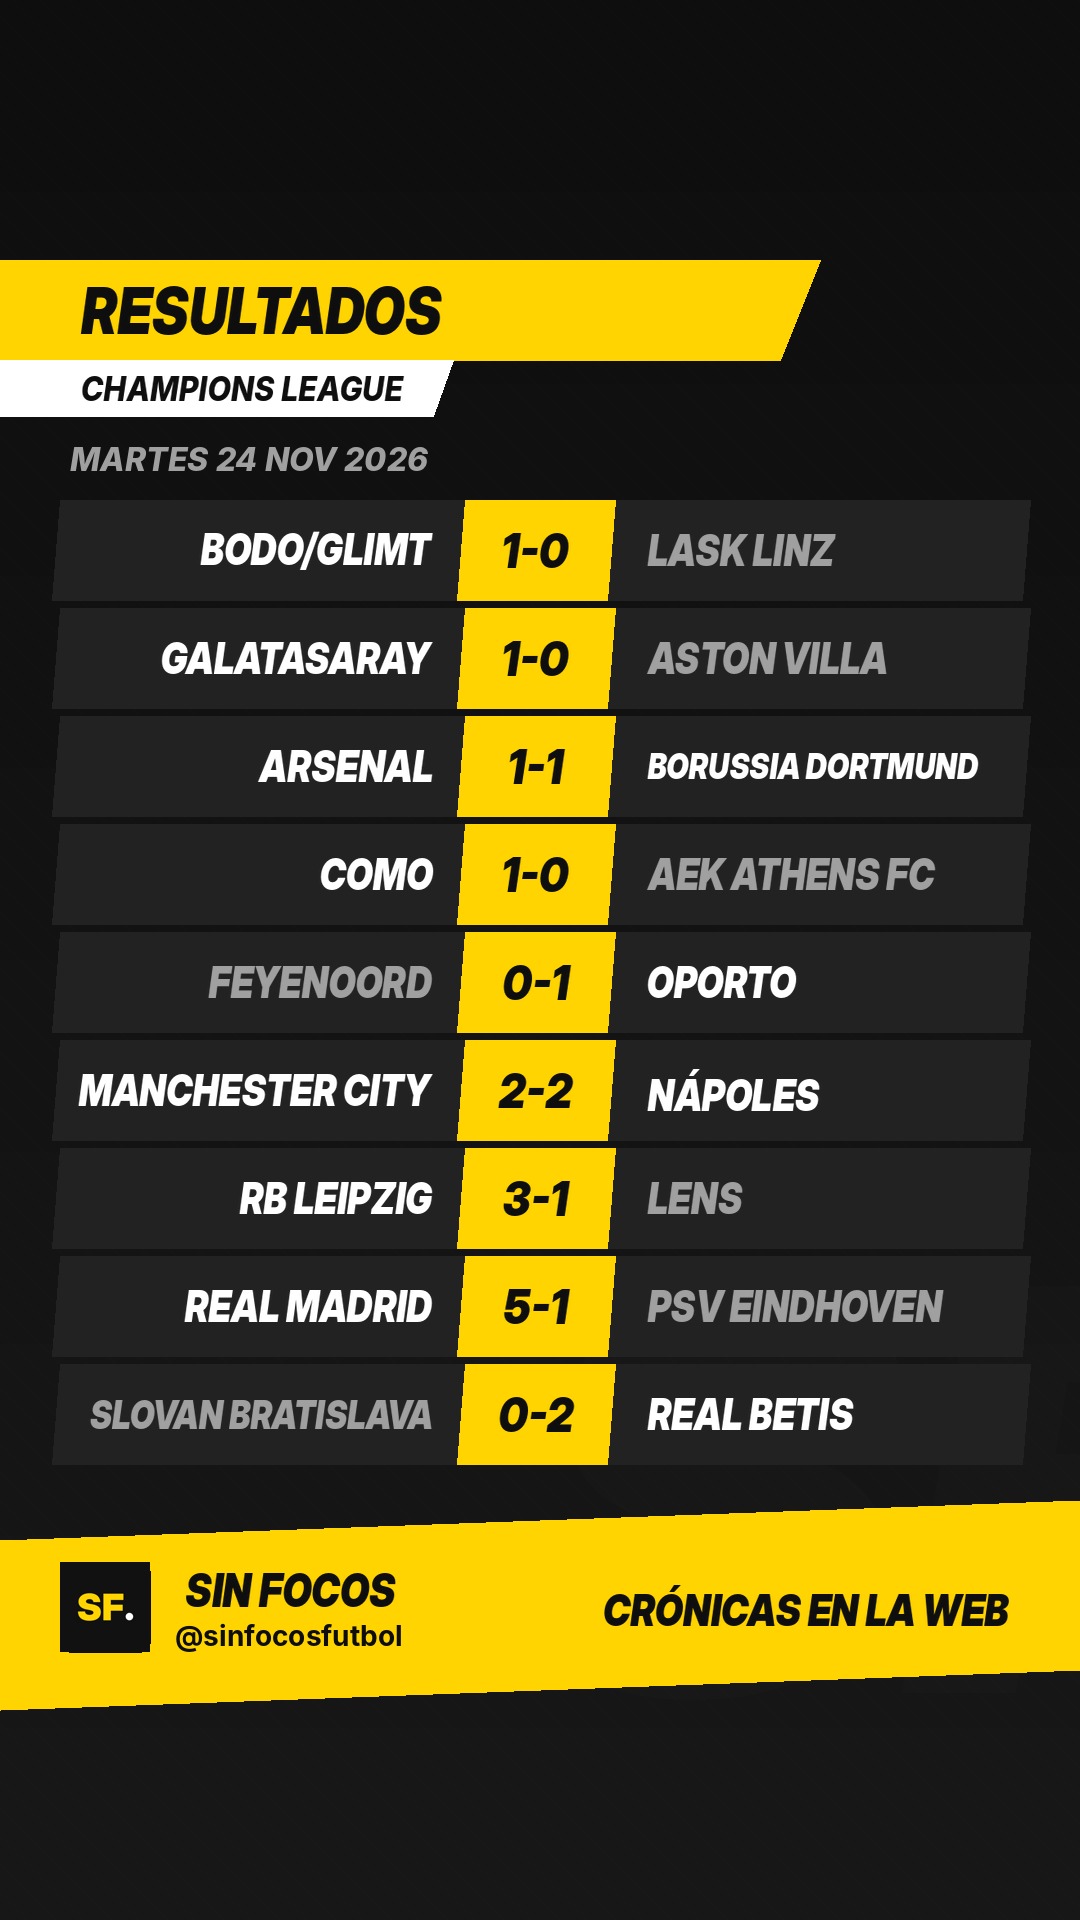 RESULTADOS
CHAMPIONS LEAGUE
MARTES 24 NOV 2026
BODO/GLIMT 1-0 LASK LINZ
GALATASARAY 1-0 ASTON VILLA
ARSENAL 1-1 BORUSSIA DORTMUND
COMO 1-0 AEK ATHENS FC
FEYENOORD 0-1 OPORTO
MANCHESTER CITY 2-2 NÁPOLES
RB LEIPZIG 3-1 LENS
REAL MADRID 5-1 PSV EINDHOVEN
SLOVAN BRATISLAVA 0-2 REAL BETIS
SF.
SIN FOCOS
@sinfocosfutbol
CRÓNICAS EN LA WEB